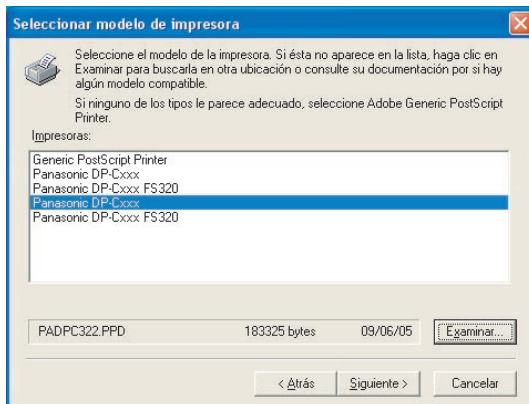 Seleccionar modelo de impresora
Seleccione el modelo de la impresora. Si ésta no aparece en la lista, haga clic en
Examinar para buscarla en otra ubicación o consulte su documentación por si hay
algún modelo compatible.
Si ninguno de los tipos le parece adecuado, seleccione Adobe Generic PostScript
Printer.
Impresoras:
Generic PostScript Printer
Panasonic DP-Cxxx
Panasonic DP-Cxxx FS320
Panasonic DP-Cxxx
Panasonic DP-Cxxx FS320
PADPC322.PPD 183325 bytes 09/06/05 Examinar...
< Atrás Siguiente > Cancelar